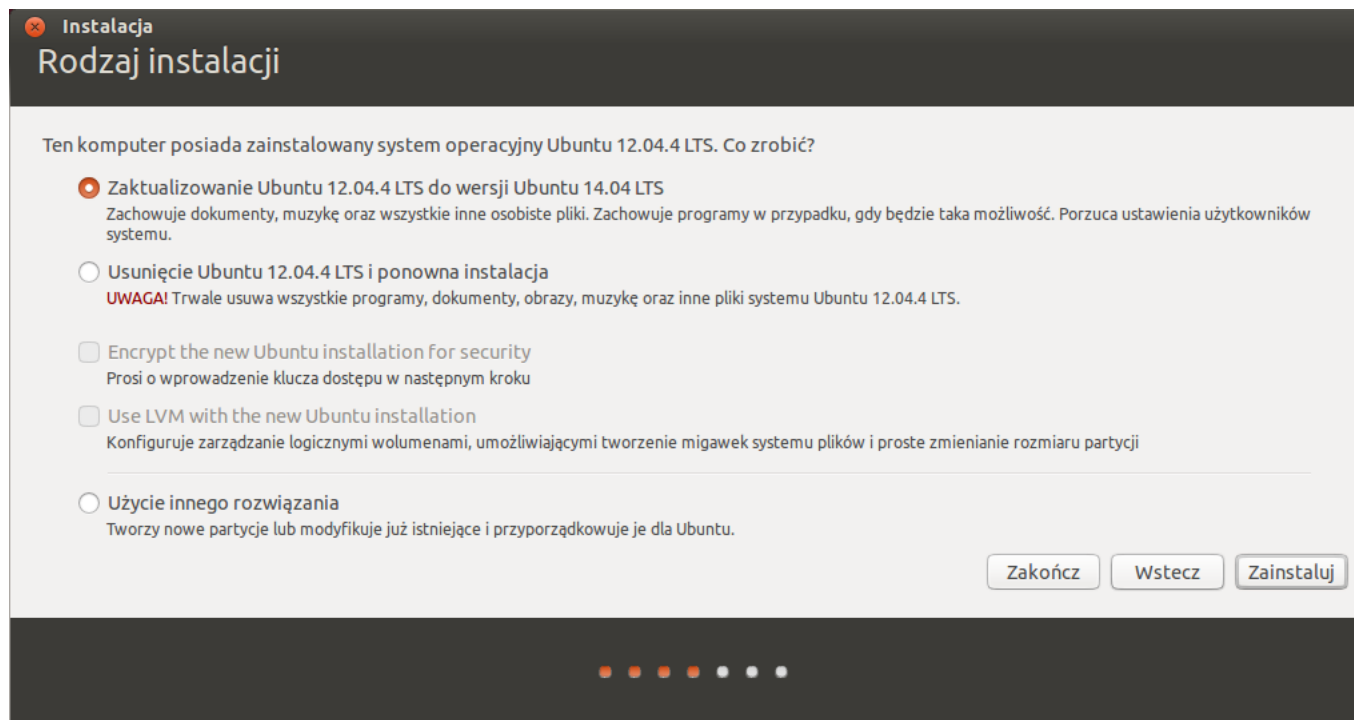 Instalacja
Rodzaj instalacji
Ten komputer posiada zainstalowany system operacyjny Ubuntu 12.04.4 LTS. Co zrobić?
Zaktualizowanie Ubuntu 12.04.4 LTS do wersji Ubuntu 14.04 LTS
Zachowuje dokumenty, muzykę oraz wszystkie inne osobiste pliki. Zachowuje programy w przypadku, gdy będzie taka możliwość. Porzuca ustawienia użytkowników
systemu.
Usunięcie Ubuntu 12.04.4 LTS i ponowna instalacja
UWAGA! Trwale usuwa wszystkie programy, dokumenty, obrazy, muzykę oraz inne pliki systemu Ubuntu 12.04.4 LTS.
Encrypt the new Ubuntu installation for security
Prosi o wprowadzenie klucza dostępu w następnym kroku
Use LVM with the new Ubuntu installation
Konfiguruje zarządzanie logicznymi wolumenami, umożliwiającymi tworzenie migawek systemu plików i proste zmienianie rozmiaru partycji
Użycie innego rozwiązania
Tworzy nowe partycje lub modyfikuje już istniejące i przyporządkowuje je dla Ubuntu.
Zakończ Wstecz Zainstaluj